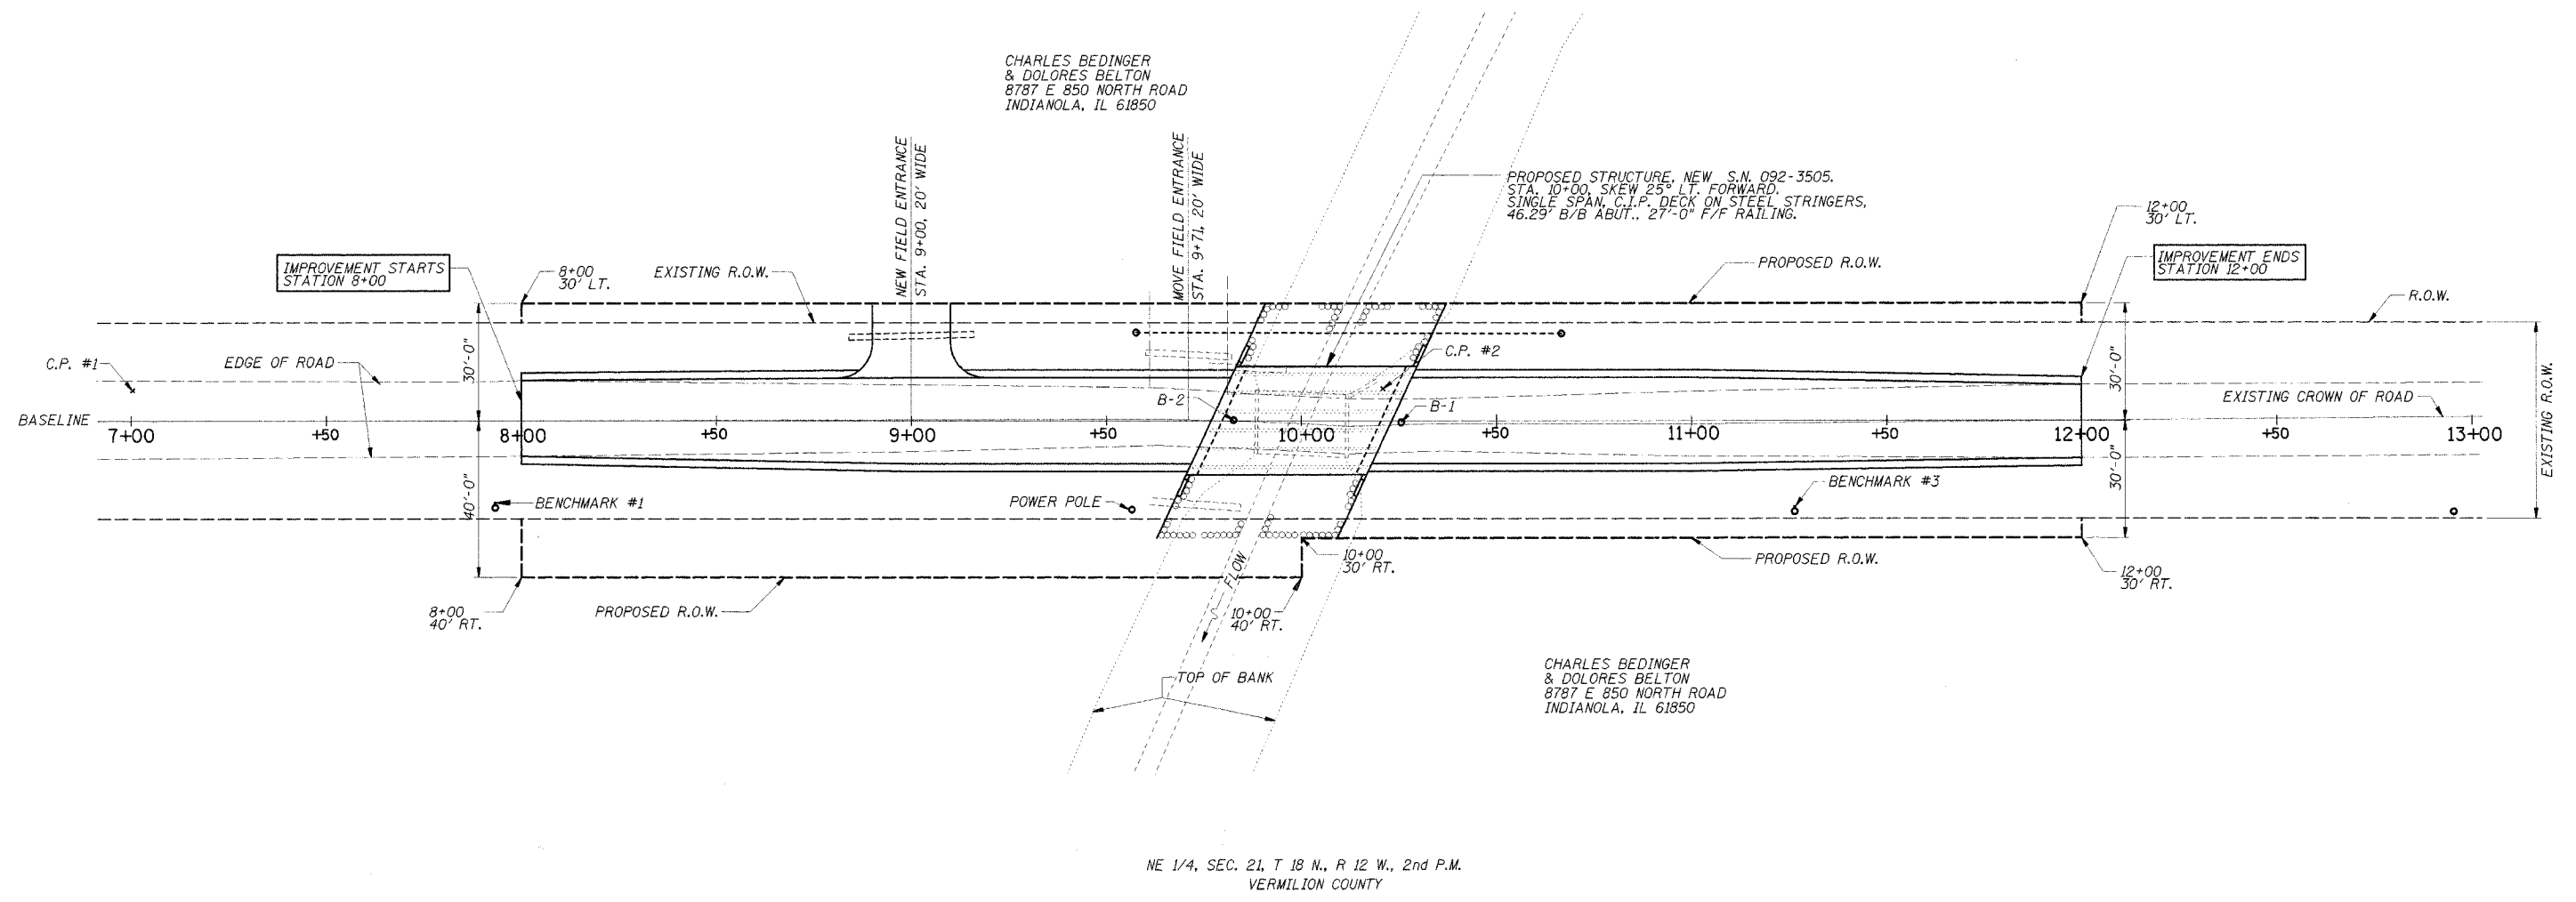 CHARLES BEDINGER
& DOLORES BELTON
8787 E 850 NORTH ROAD
INDIANOLA, IL 61850
NEW FIELD ENTRANCE
STA. 9+00, 20' WIDE
MOVE FIELD ENTRANCE
STA. 9+71, 20' WIDE
PROPOSED STRUCTURE, NEW S.N. 092-3505.
STA. 10+00, SKEW 25° LT. FORWARD.
SINGLE SPAN, C.I.P. DECK ON STEEL STRINGERS,
46.29' B/B ABUT., 27'-0" F/F RAILING.
12+00
30' LT.
IMPROVEMENT STARTS
STATION 8+00
8+00
30' LT.
EXISTING R.O.W.
PROPOSED R.O.W.
IMPROVEMENT ENDS
STATION 12+00
R.O.W.
C.P. #1
EDGE OF ROAD
30'-0"
C.P. #2
30'-0"
B-2
B-1
EXISTING CROWN OF ROAD
EXISTING R.O.W.
BASELINE
7+00
+50
8+00
+50
9+00
+50
10+00
+50
11+00
+50
12+00
+50
13+00
40'-0"
BENCHMARK #1
POWER POLE
BENCHMARK #3
30'-0"
10+00
30' RT.
PROPOSED R.O.W.
12+00
30' RT.
FLOW
8+00
40' RT.
PROPOSED R.O.W.
10+00
40' RT.
TOP OF BANK
CHARLES BEDINGER
& DOLORES BELTON
8787 E 850 NORTH ROAD
INDIANOLA, IL 61850
NE 1/4, SEC. 21, T 18 N., R 12 W., 2nd P.M.
VERMILION COUNTY